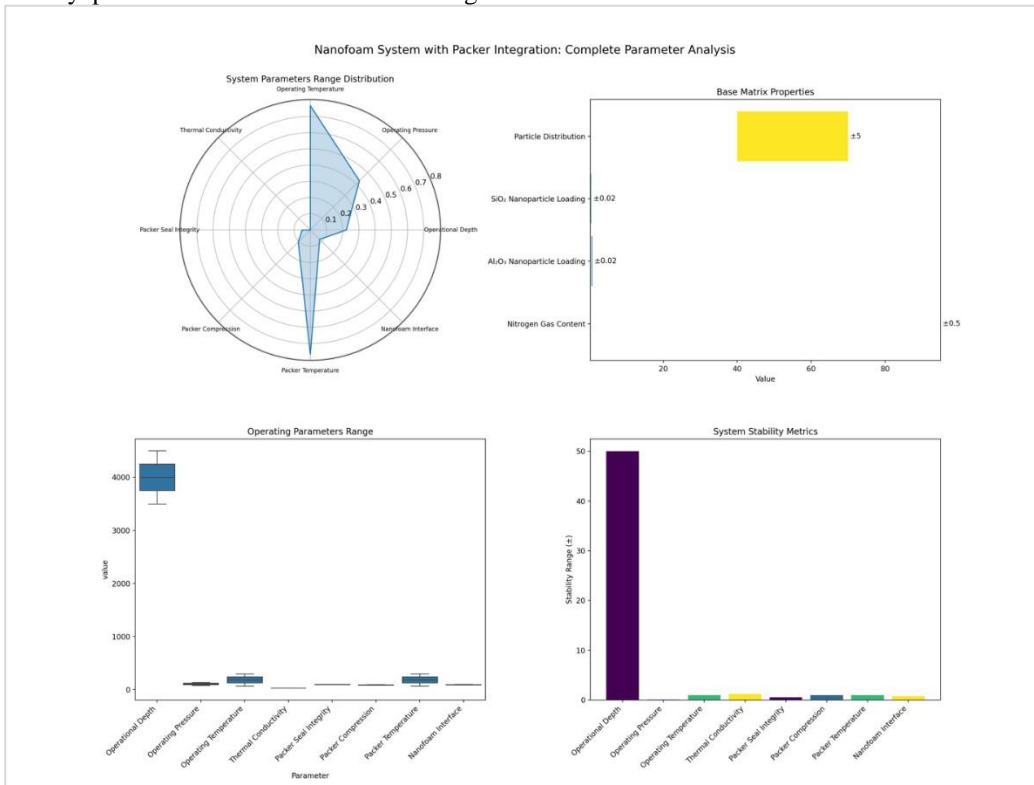 Nanofoam System with Packer Integration: Complete Parameter Analysis
System Parameters Range Distribution
Operating Temperature
Thermal Conductivity
Operating Pressure
0.8
0.7
0.6
0.5
0.4
0.3
0.2
0.1
Packer Seal Integrity
Operational Depth
Packer Compression
Nanofoam Interface
Packer Temperature
Base Matrix Properties
Particle Distribution
±5
SiO₂ Nanoparticle Loading
±0.02
Al₂O₃ Nanoparticle Loading
±0.02
Nitrogen Gas Content
±0.5
20
40
60
80
Value
Operating Parameters Range
value
4000
3000
2000
1000
0
Operational Depth
Operating Pressure
Operating Temperature
Thermal Conductivity
Packer Seal Integrity
Packer Compression
Packer Temperature
Nanofoam Interface
Parameter
System Stability Metrics
Stability Range (±)
50
40
30
20
10
0
Operational Depth
Operating Pressure
Operating Temperature
Thermal Conductivity
Packer Seal Integrity
Packer Compression
Packer Temperature
Nanofoam Interface